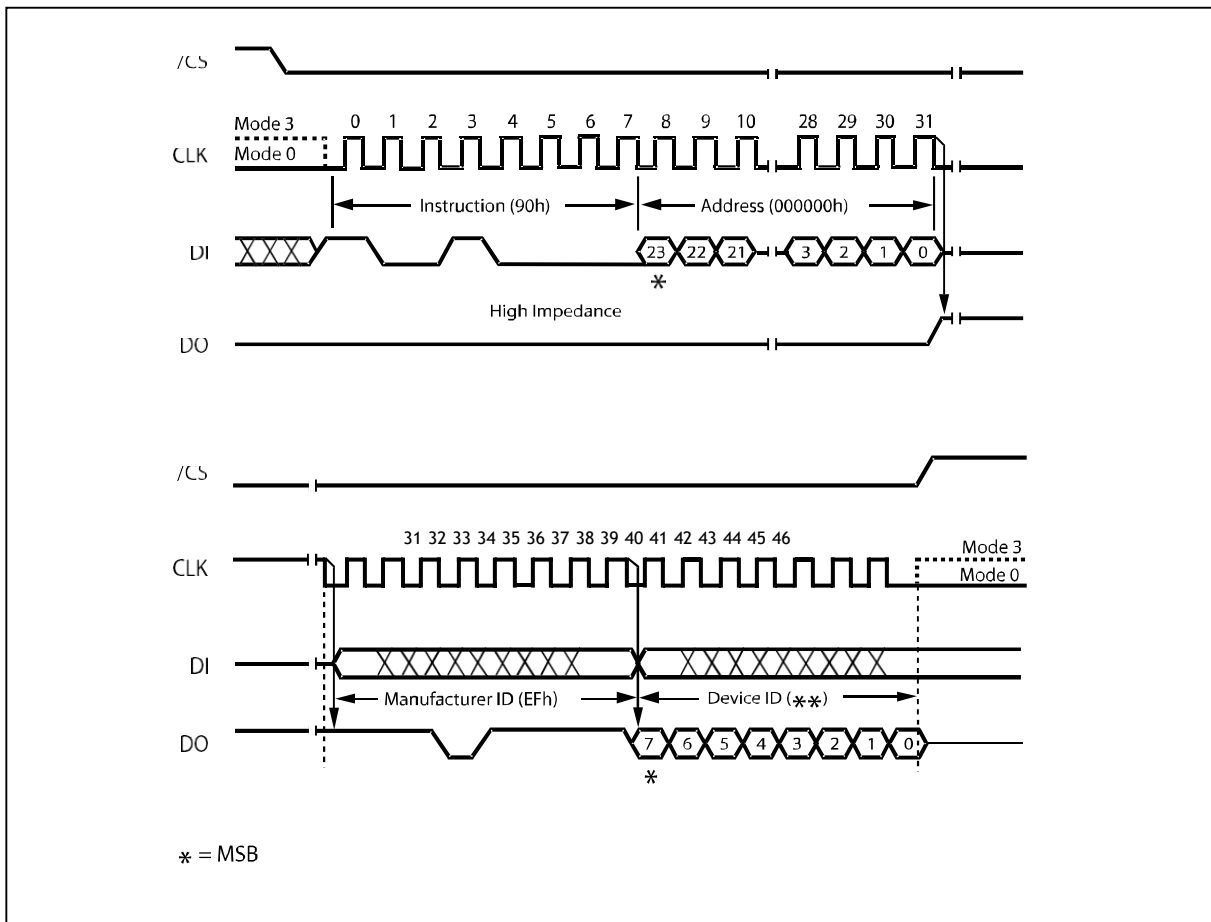 /CS
0 1 2 3 4 5 6 7 8 9 10 28 29 30 31
Mode 3
CLK
Mode 0
Instruction (90h)
Address (000000h)
DI
23 22 21 3 2 1 0
*
High Impedance
DO
/CS
31 32 33 34 35 36 37 38 39 40 41 42 43 44 45 46
Mode 3
CLK
Mode 0
DI
Manufacturer ID (EFh)
Device ID (**)
DO
7 6 5 4 3 2 1 0
*
* = MSB